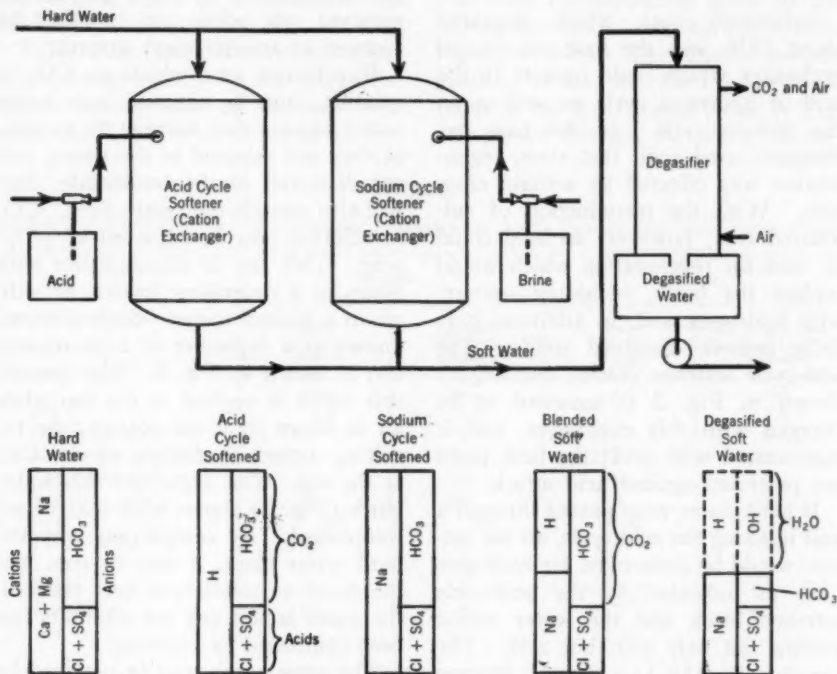 Hard Water
CO2 and Air
Degasifier
Acid Cycle
Softener
(Cation
Exchanger)
Sodium Cycle
Softener
(Cation
Exchanger)
Air
Acid
Brine
Degasified
Water
Soft Water
Hard
Water
Acid
Cycle
Softened
Sodium
Cycle
Softened
Blended
Soft
Water
Degasified
Soft
Water
Cations
Ca + Mg
Na
Cl + SO4
HCO3
Anions
H
Cl + SO4
HCO3
CO2
Acids
Na
Cl + SO4
HCO3
Na
H
Cl + SO4
HCO3
CO2
Na
H
Cl + SO4
OH
H2O
HCO3